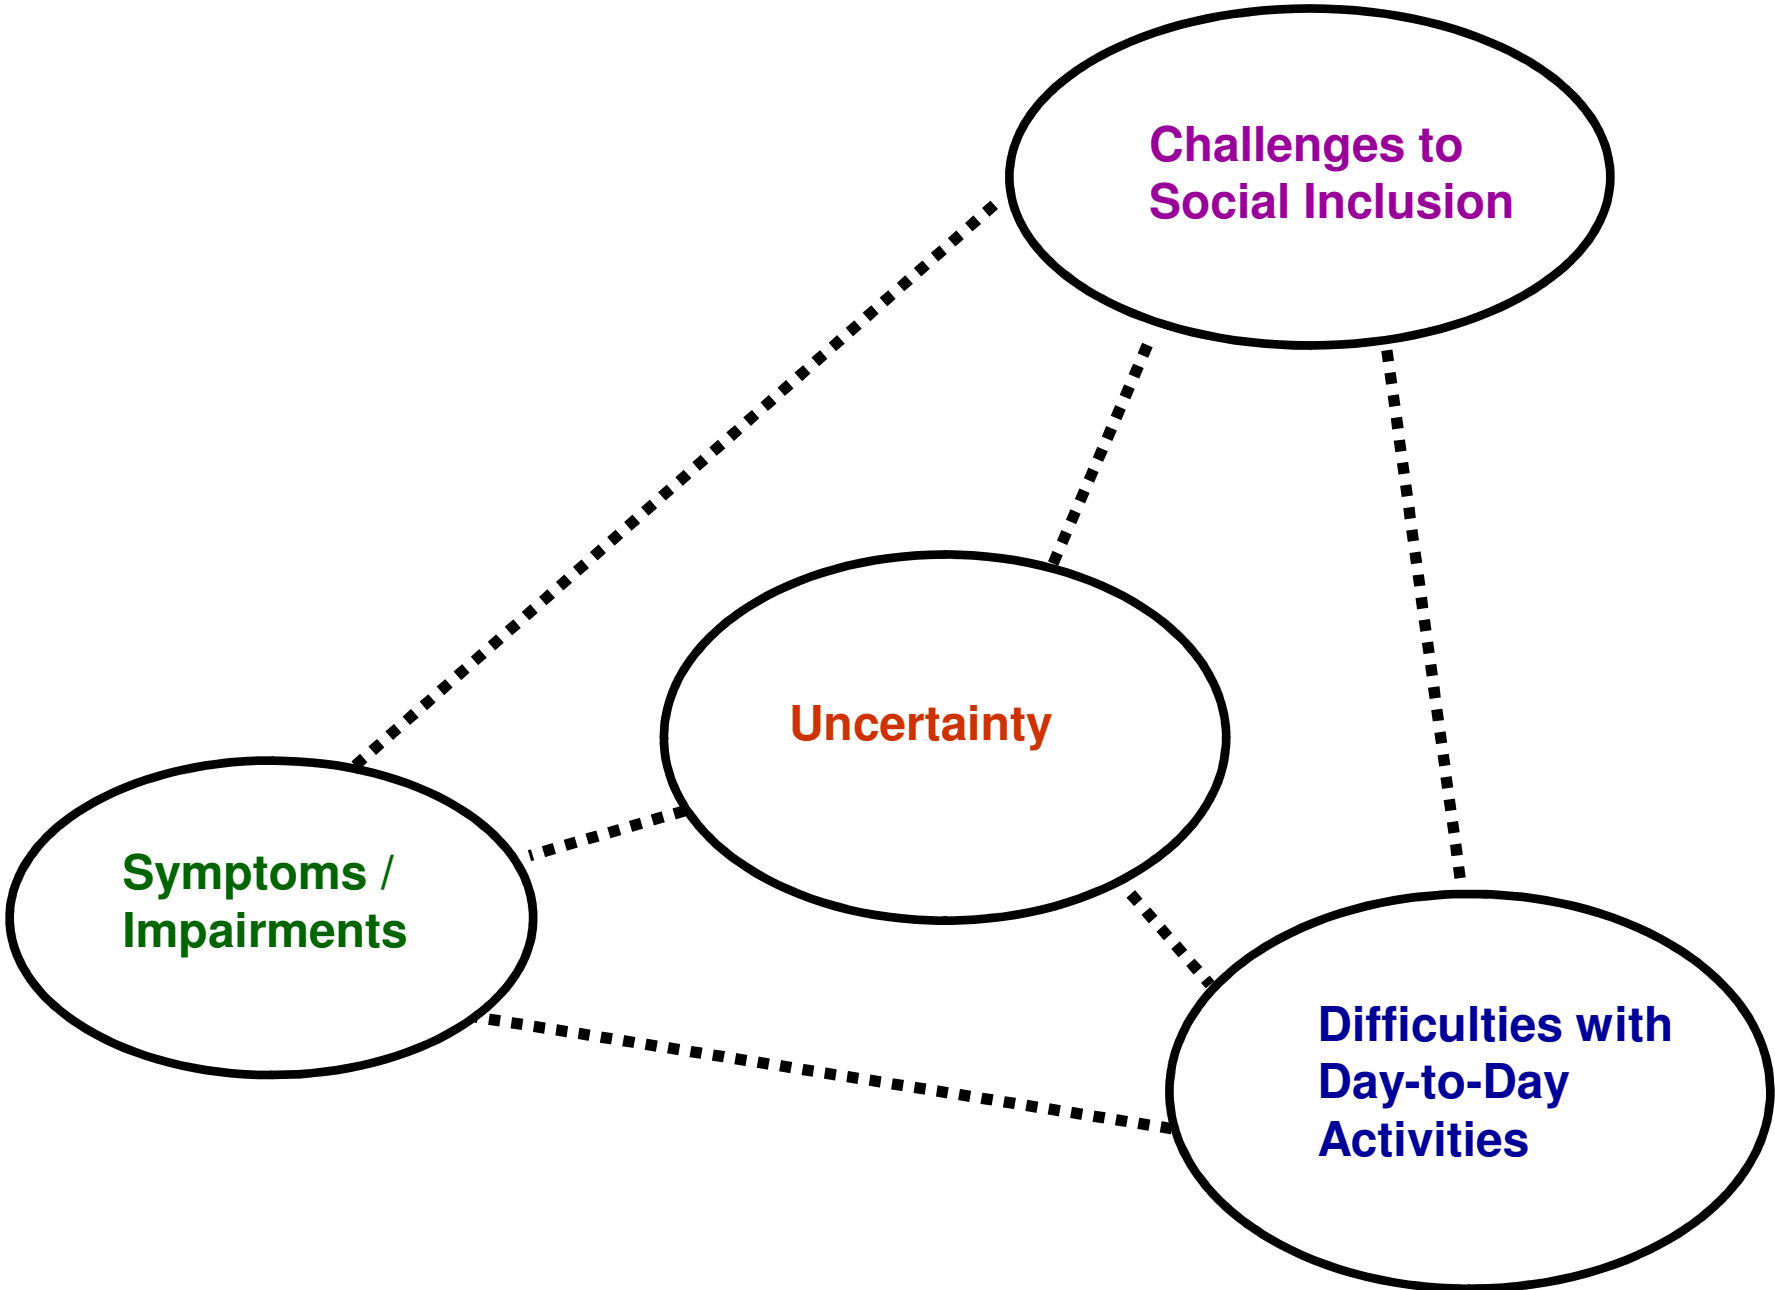 Challenges to
Social Inclusion
Uncertainty
Symptoms /
Impairments
Difficulties with
Day-to-Day
Activities